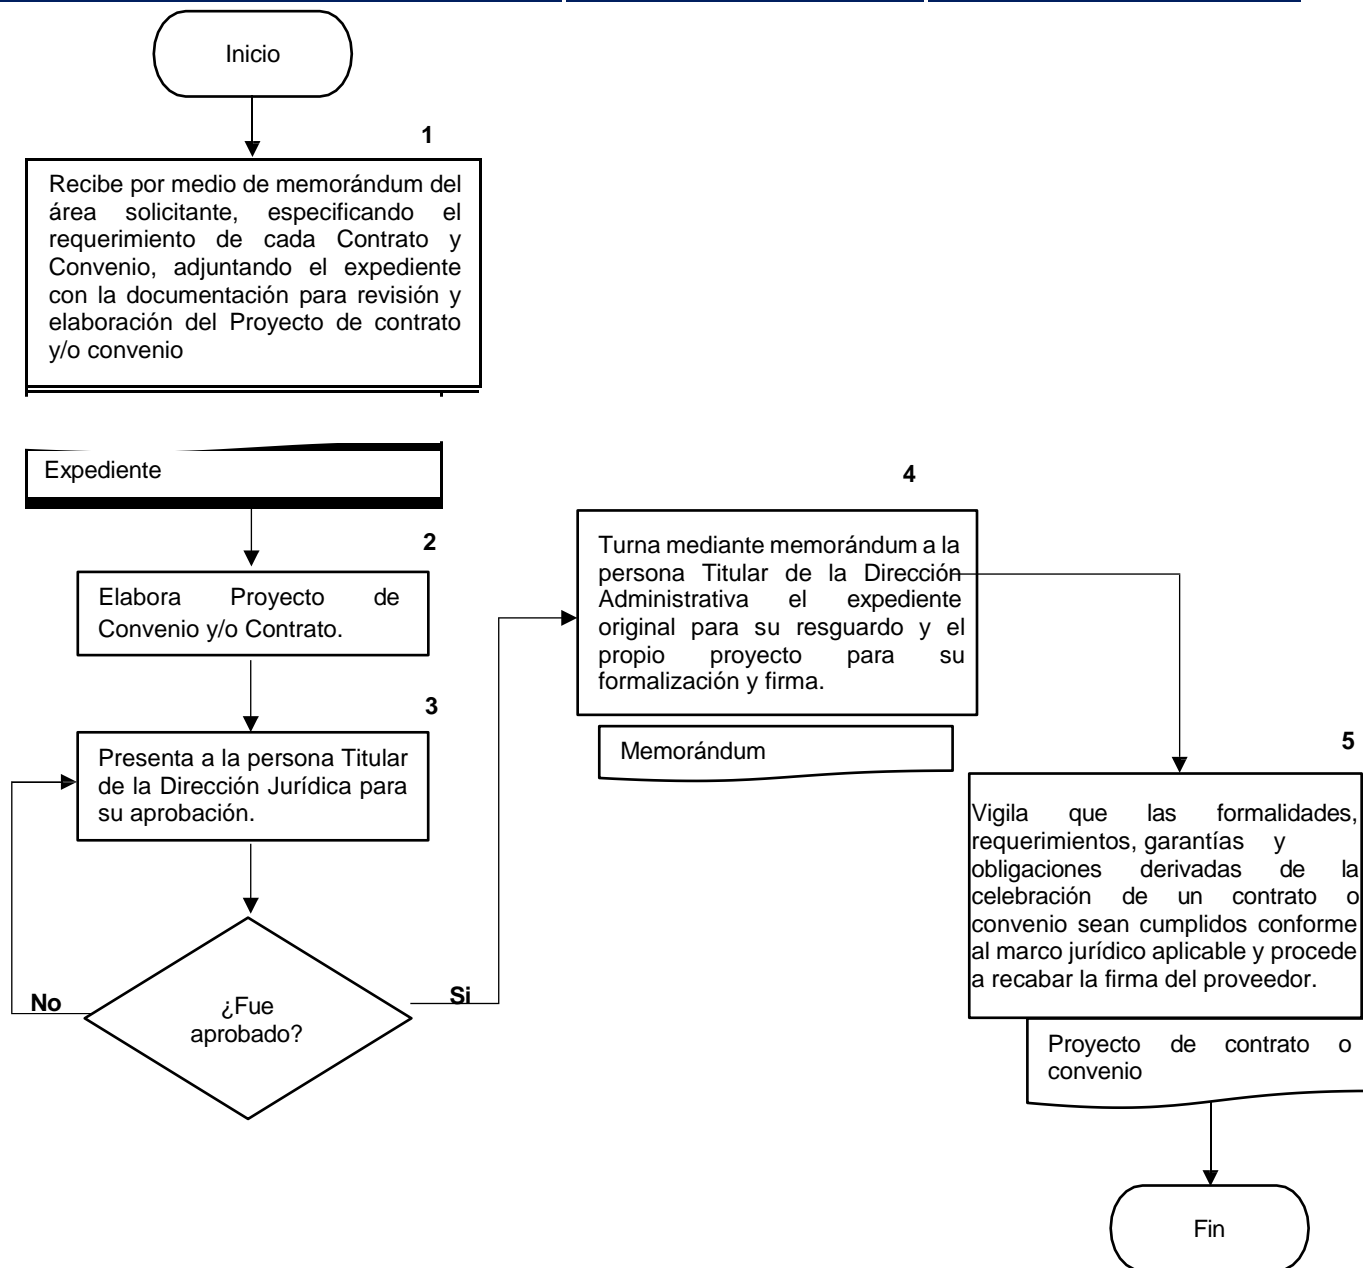 Inicio
1
Recibe por medio de memorándum del
área solicitante, especificando el
requerimiento de cada Contrato y
Convenio, adjuntando el expediente
con la documentación para revisión y
elaboración del Proyecto de contrato
y/o convenio
Expediente
2
Elabora Proyecto de
Convenio y/o Contrato.
3
Presenta a la persona Titular
de la Dirección Jurídica para
su aprobación.
¿Fue
aprobado?
No
Si
4
Turna mediante memorándum a la
persona Titular de la Dirección
Administrativa el expediente
original para su resguardo y el
propio proyecto para su
formalización y firma.
Memorándum
5
Vigila que las formalidades,
requerimientos, garantías y
obligaciones derivadas de la
celebración de un contrato o
convenio sean cumplidos conforme
al marco jurídico aplicable y procede
a recabar la firma del proveedor.
Proyecto de contrato o
convenio
Fin